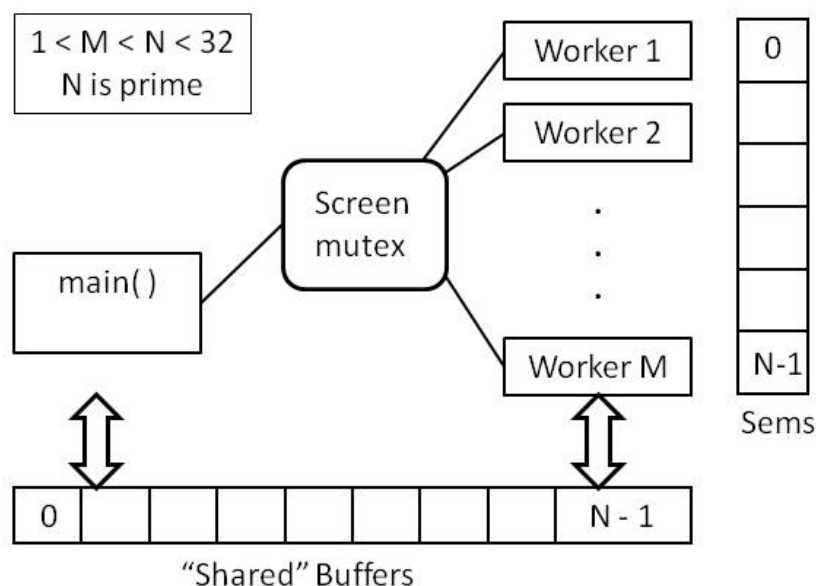 1 < M < N < 32
N is prime
Worker 1
Worker 2
.
.
.
Worker M
Screen
mutex
main( )
0
N-1
Sems
0
N - 1
“Shared” Buffers